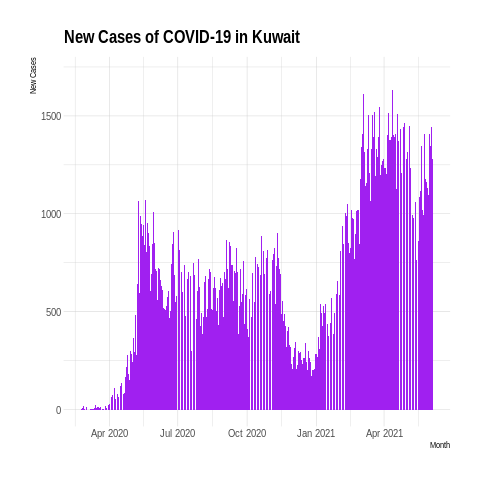 New Cases of COVID-19 in Kuwait
New Cases
1500
1000
500
0
Apr 2020 Jul 2020 Oct 2020 Jan 2021 Apr 2021
Month